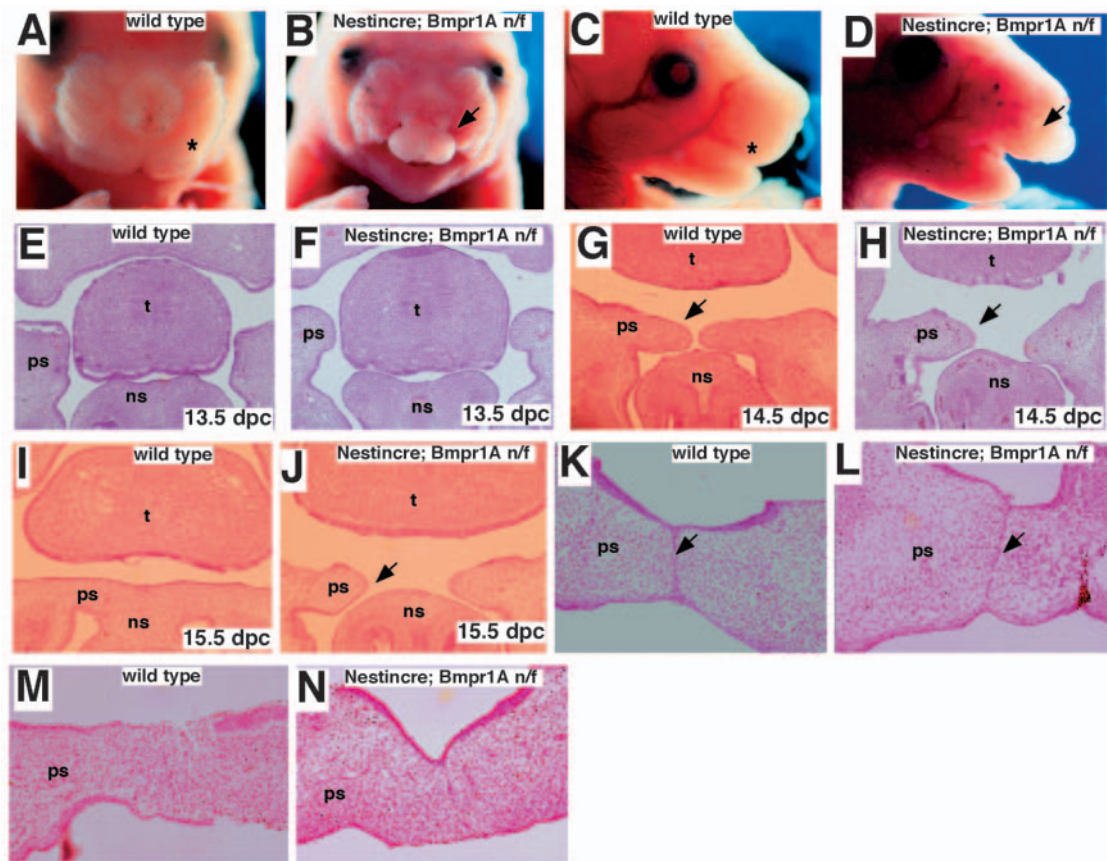 A wild type
B Nestincre; Bmpr1A n/f
C wild type
D Nestincre; Bmpr1A n/f
*
*
E wild type
F Nestincre; Bmpr1A n/f
G wild type
H Nestincre; Bmpr1A n/f
t
t
t
t
ps
ps
ps
ps
ns
ns
ns
ns
13.5 dpc
13.5 dpc
14.5 dpc
14.5 dpc
I wild type
J Nestincre; Bmpr1A n/f
K wild type
L Nestincre; Bmpr1A n/f
t
t
ps
ps
ps
ps
ns
ns
15.5 dpc
15.5 dpc
M wild type
N Nestincre; Bmpr1A n/f
ps
ps